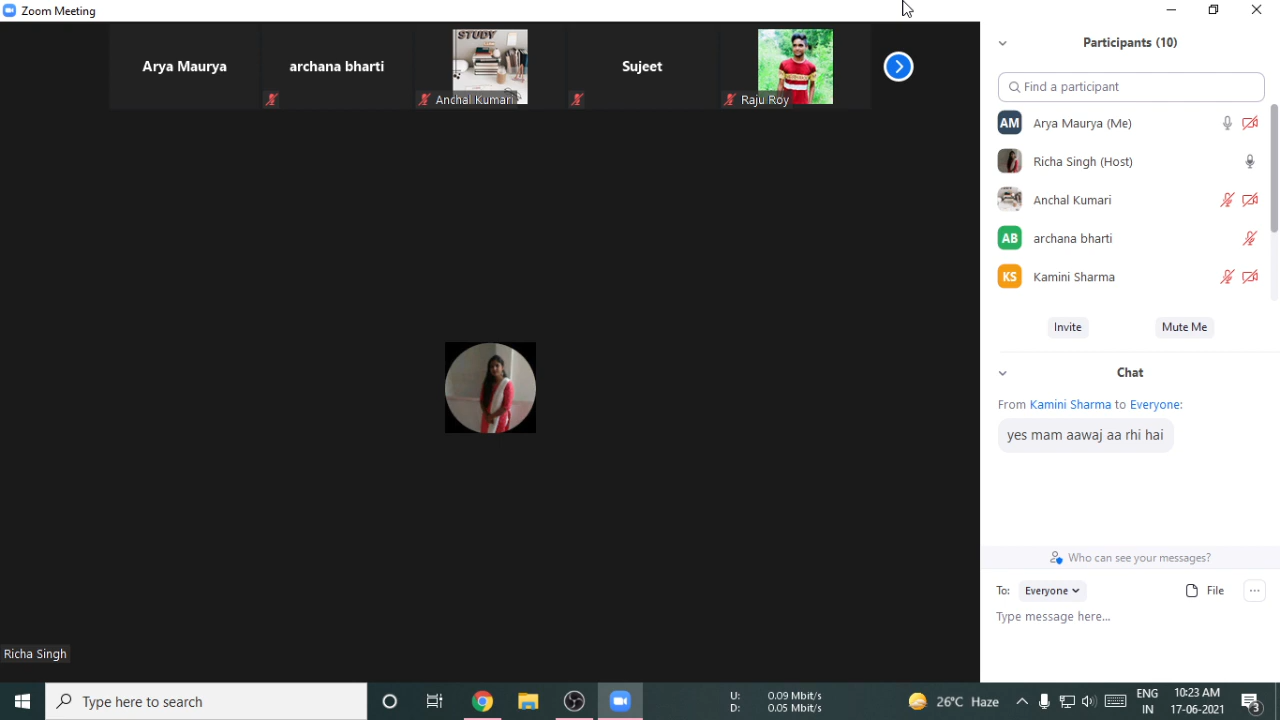 Zoom Meeting
Arya Maurya
archana bharti
STUDY
Anchal Kumari
Sujeet
Raju Roy
Richa Singh
Participants (10)
Find a participant
AM Arya Maurya (Me)
Richa Singh (Host)
Anchal Kumari
AB archana bharti
KS Kamini Sharma
Invite Mute Me
Chat
From Kamini Sharma to Everyone:
yes mam aawaj aa rhi hai
Who can see your messages?
To: Everyone File
Type message here...
Type here to search
U: 0.09 Mbit/s
D: 0.05 Mbit/s
26°C Haze
ENG
IN
10:23 AM
17-06-2021
3